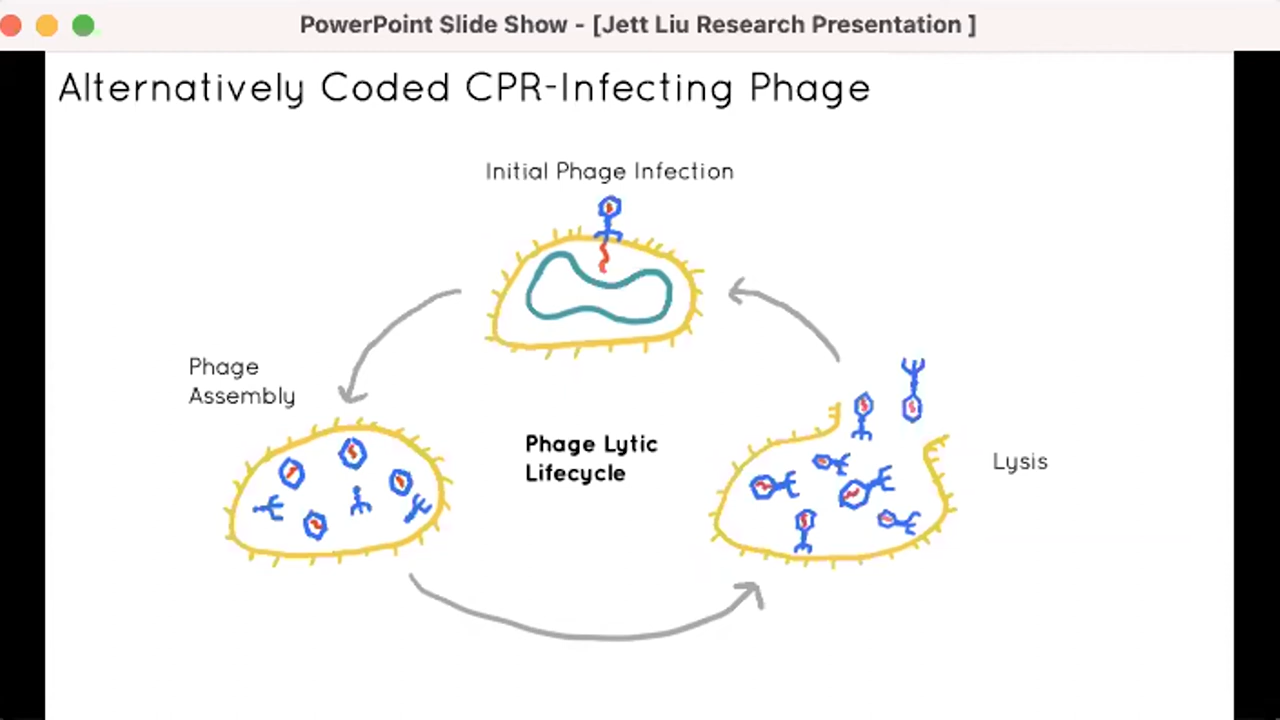 PowerPoint Slide Show - [Jett Liu Research Presentation ]
Alternatively Coded CPR-Infecting Phage
Initial Phage Infection
Phage
Assembly
Phage Lytic
Lifecycle
Lysis